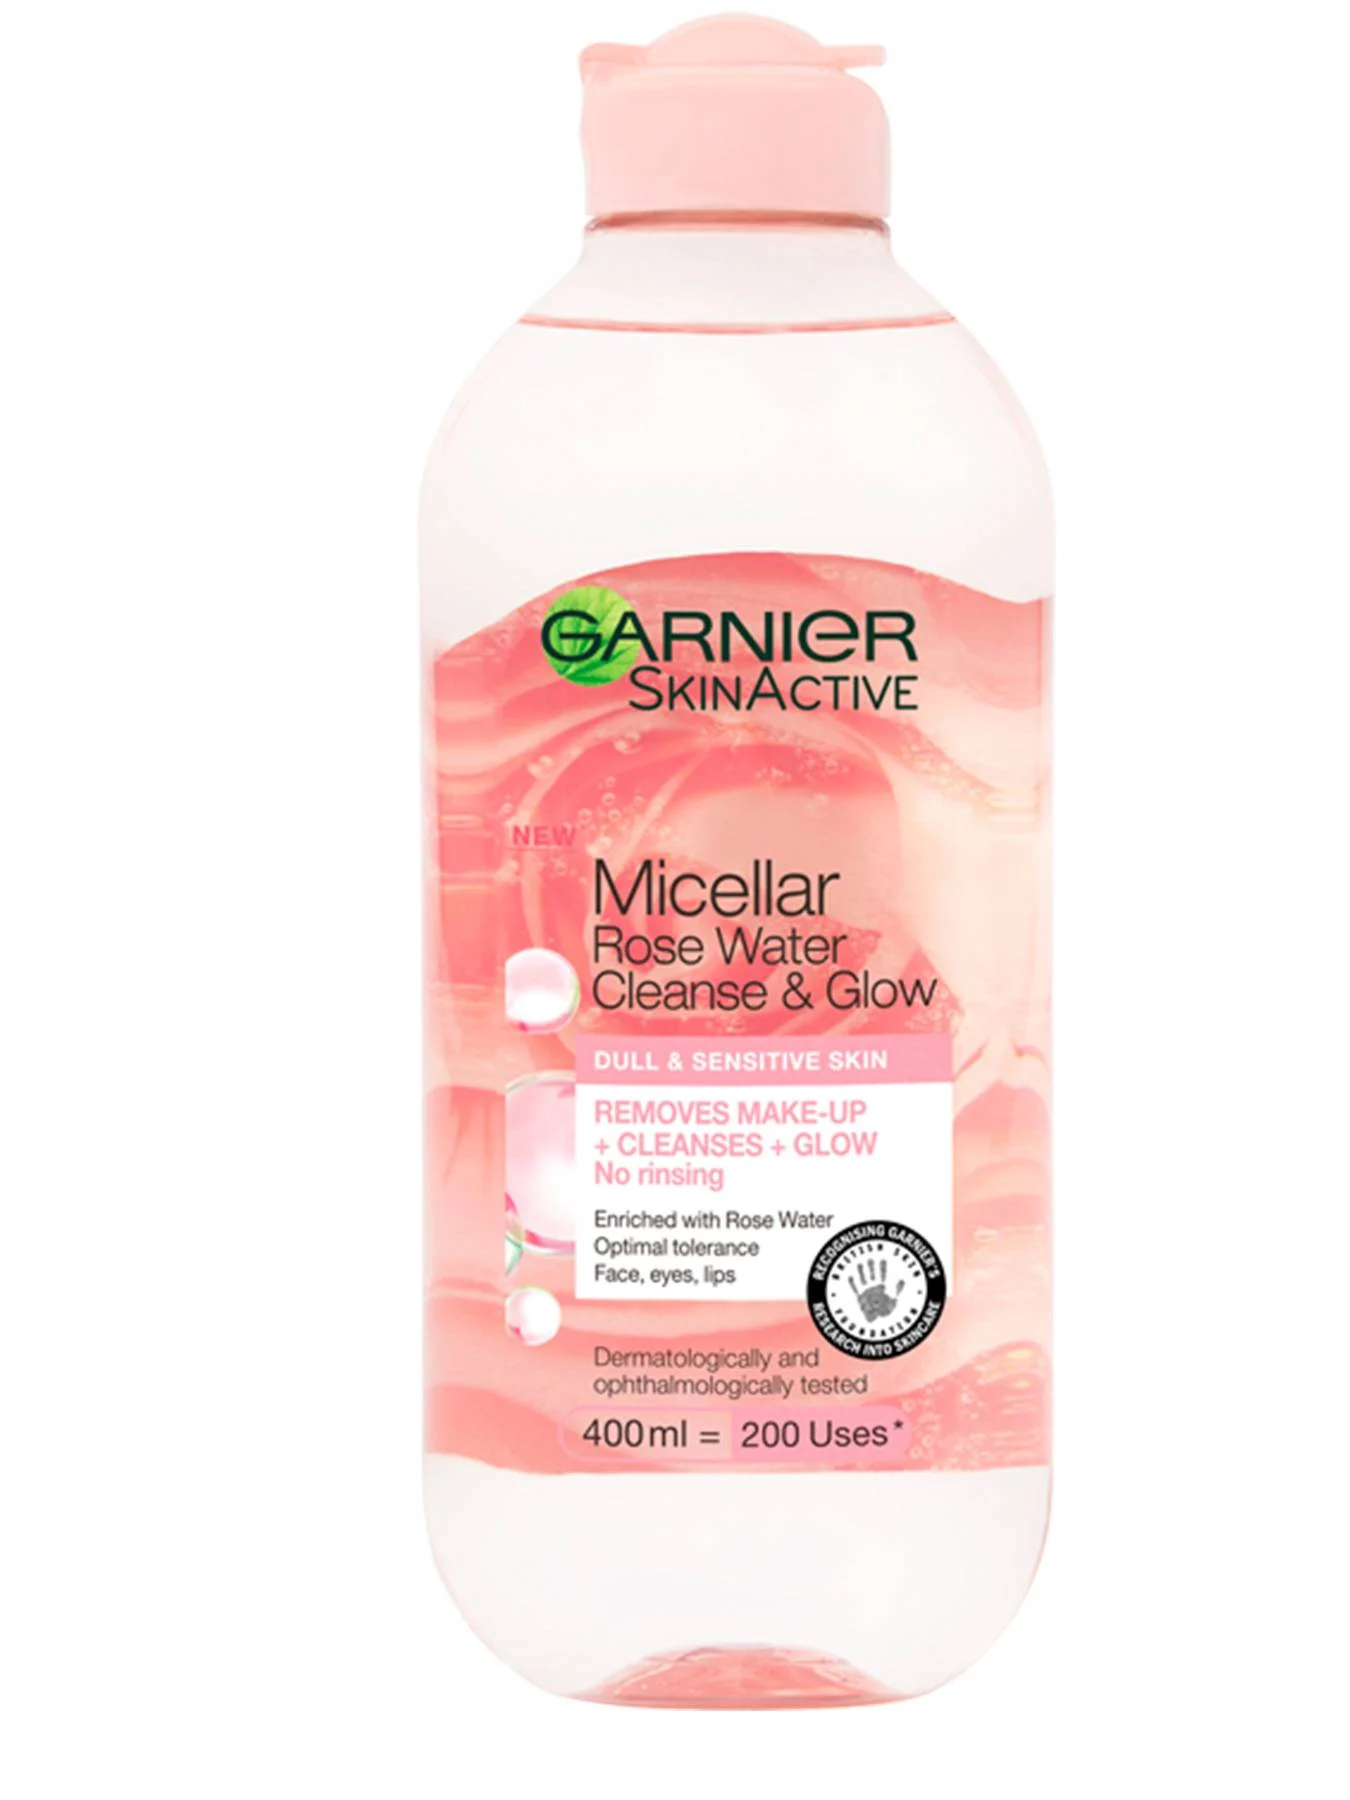 GARNIER
SKINACTIVE
NEW
Micellar
Rose Water
Cleanse & Glow
DULL & SENSITIVE SKIN
REMOVES MAKE-UP
+ CLEANSES + GLOW
No rinsing
Enriched with Rose Water
Optimal tolerance
Face, eyes, lips
RECOGNISING GARNIER'S
RESEARCH INTO SKINCARE
BRITISH SKIN
FOUNDATION
Dermatologically and
ophthalmologically tested
400ml = 200 Uses*